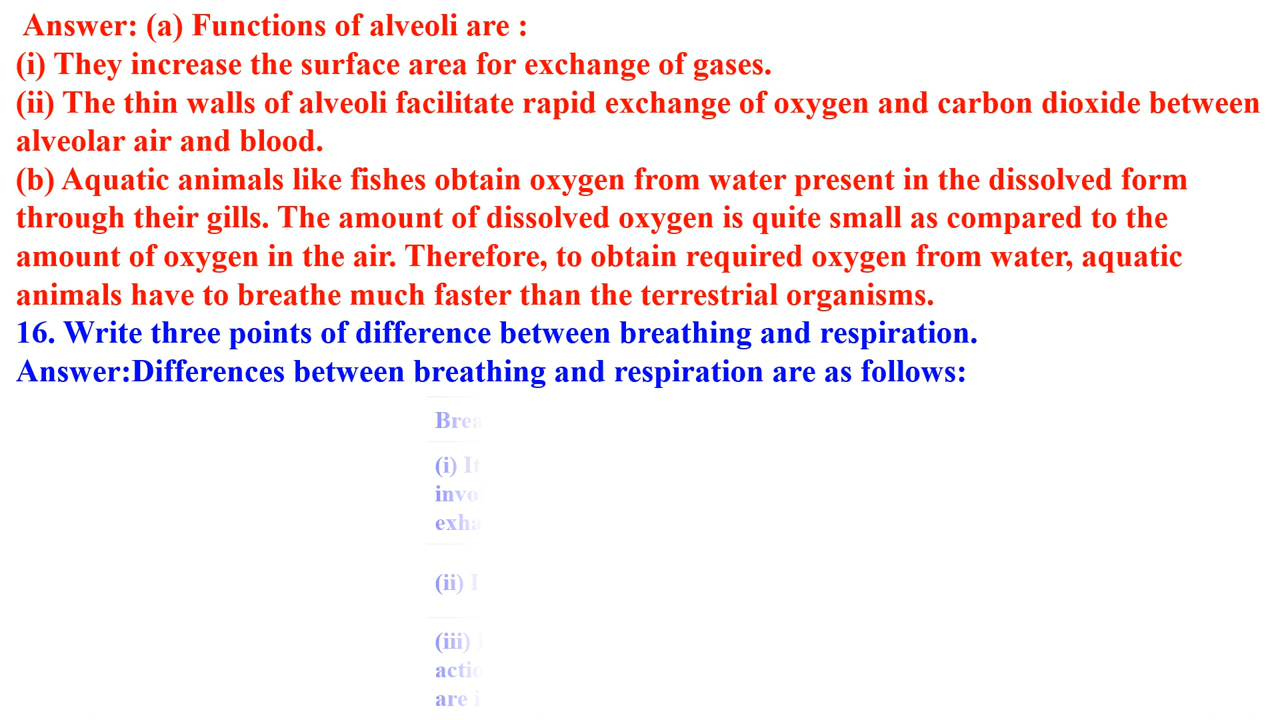 Answer: (a) Functions of alveoli are :
(i) They increase the surface area for exchange of gases.
(ii) The thin walls of alveoli facilitate rapid exchange of oxygen and carbon dioxide between
alveolar air and blood.
(b) Aquatic animals like fishes obtain oxygen from water present in the dissolved form
through their gills. The amount of dissolved oxygen is quite small as compared to the
amount of oxygen in the air. Therefore, to obtain required oxygen from water, aquatic
animals have to breathe much faster than the terrestrial organisms.
16. Write three points of difference between breathing and respiration.
Answer:Differences between breathing and respiration are as follows:
(i) It
(ii)
(iii)
are